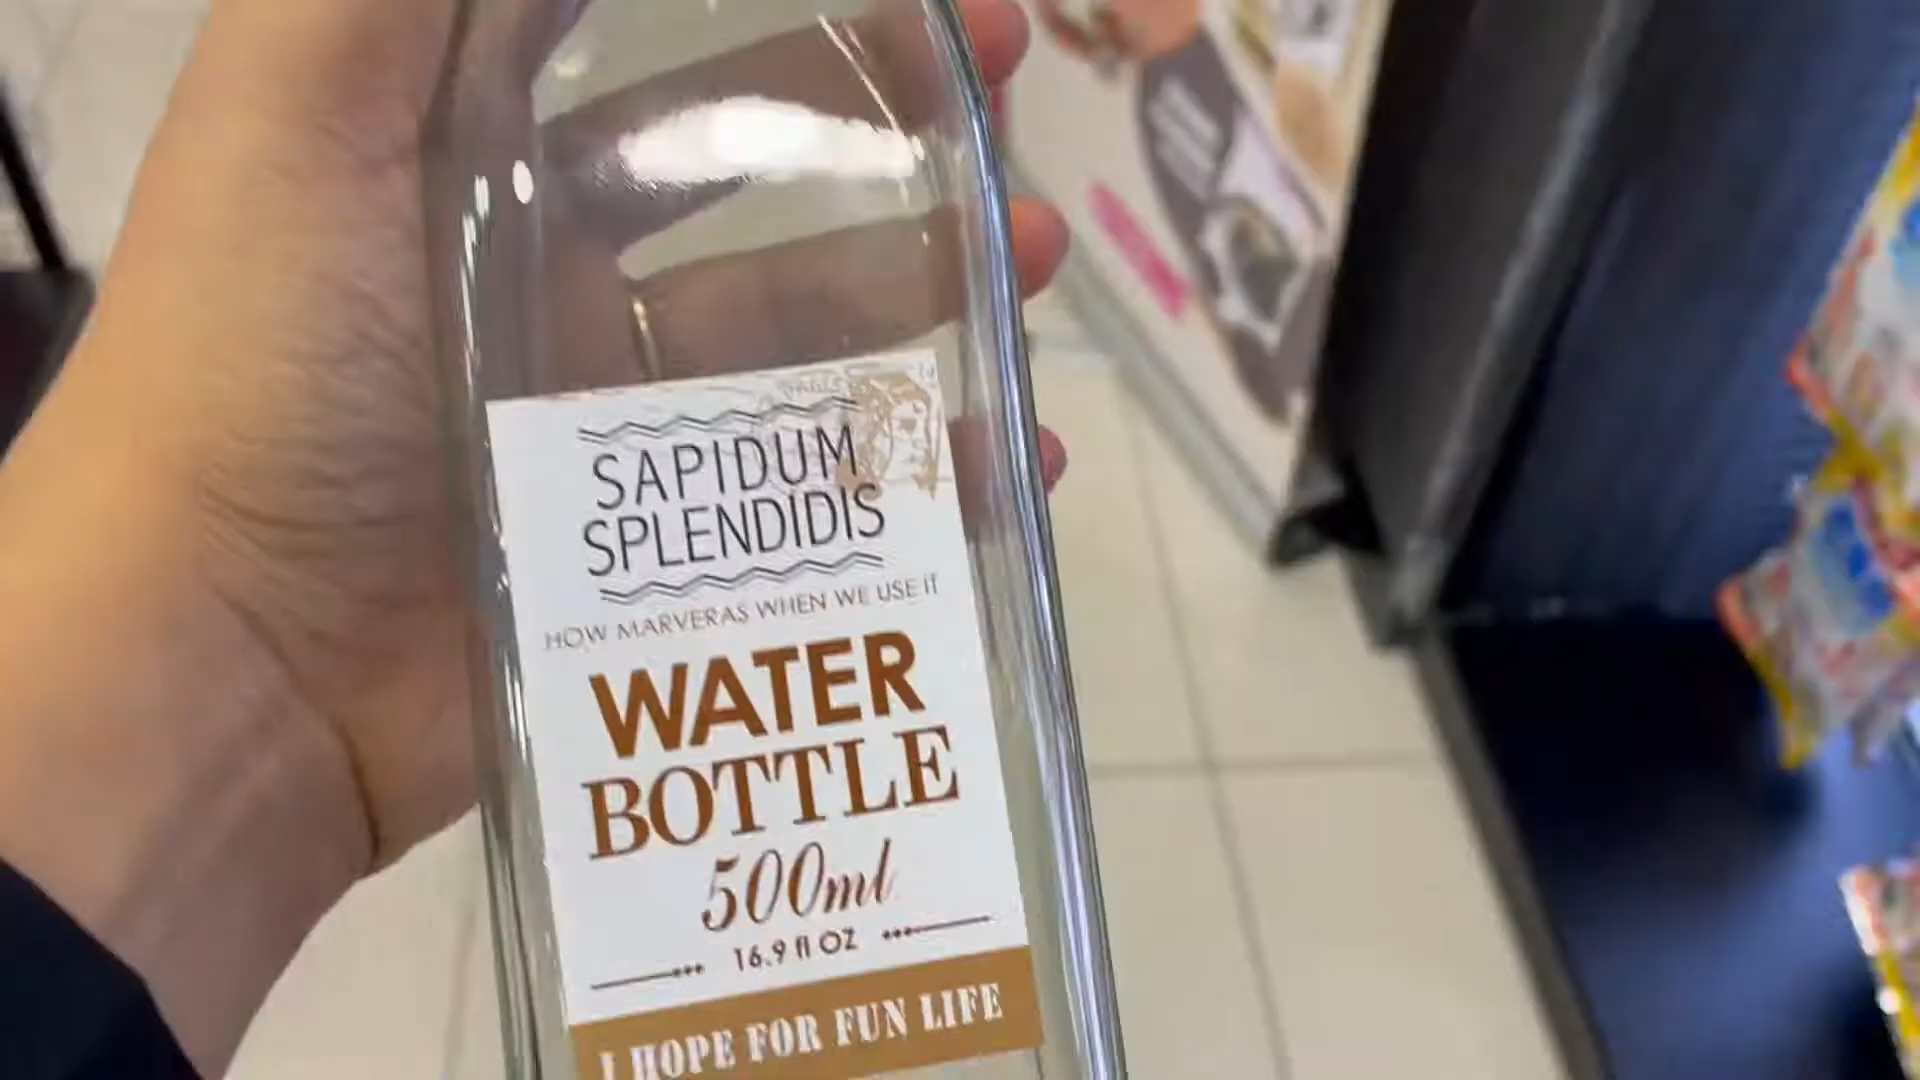 SAPIDUM
SPLENDIDIS
HOW MARVERAS WHEN WE USE IT
WATER
BOTTLE
500ml
16.9 fl OZ
I HOPE FOR FUN LIFE